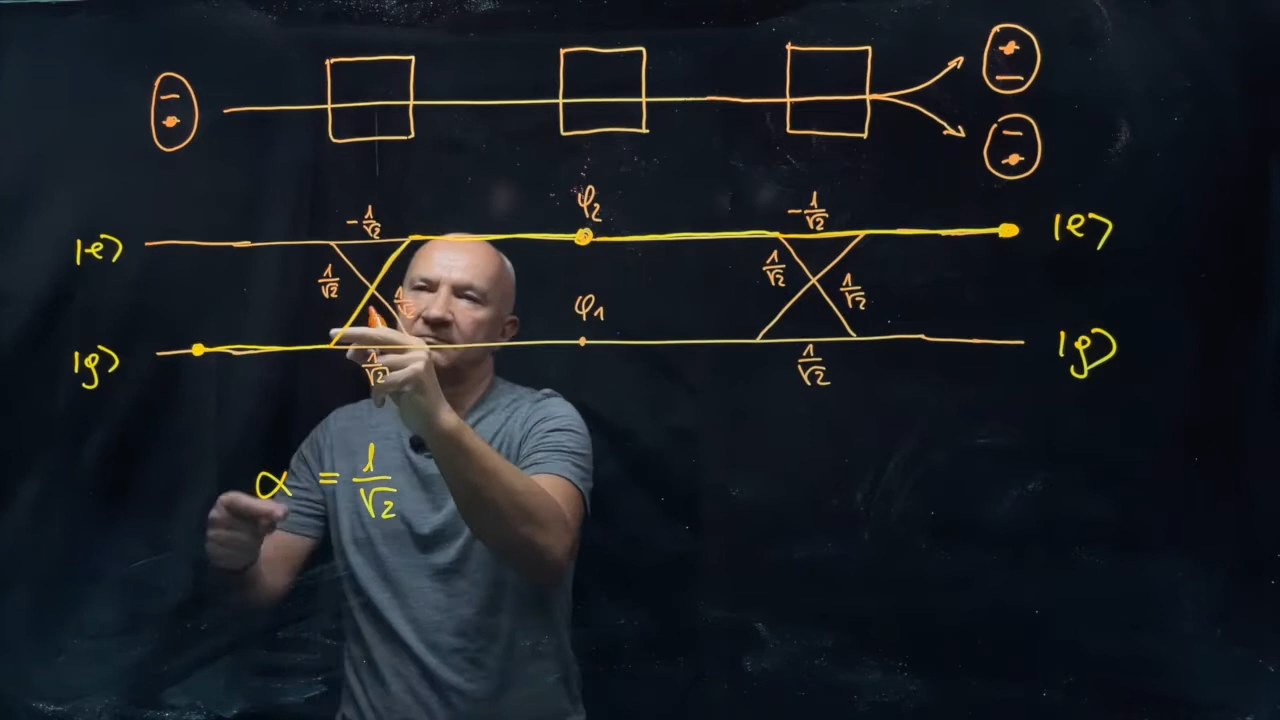 φ₂
-1/√2 -1/√2
|e⟩ |e⟩
1/√2 1/√2 φ₁ 1/√2 1/√2
|g⟩ |g⟩
1/√2 1/√2
α = 1/√2